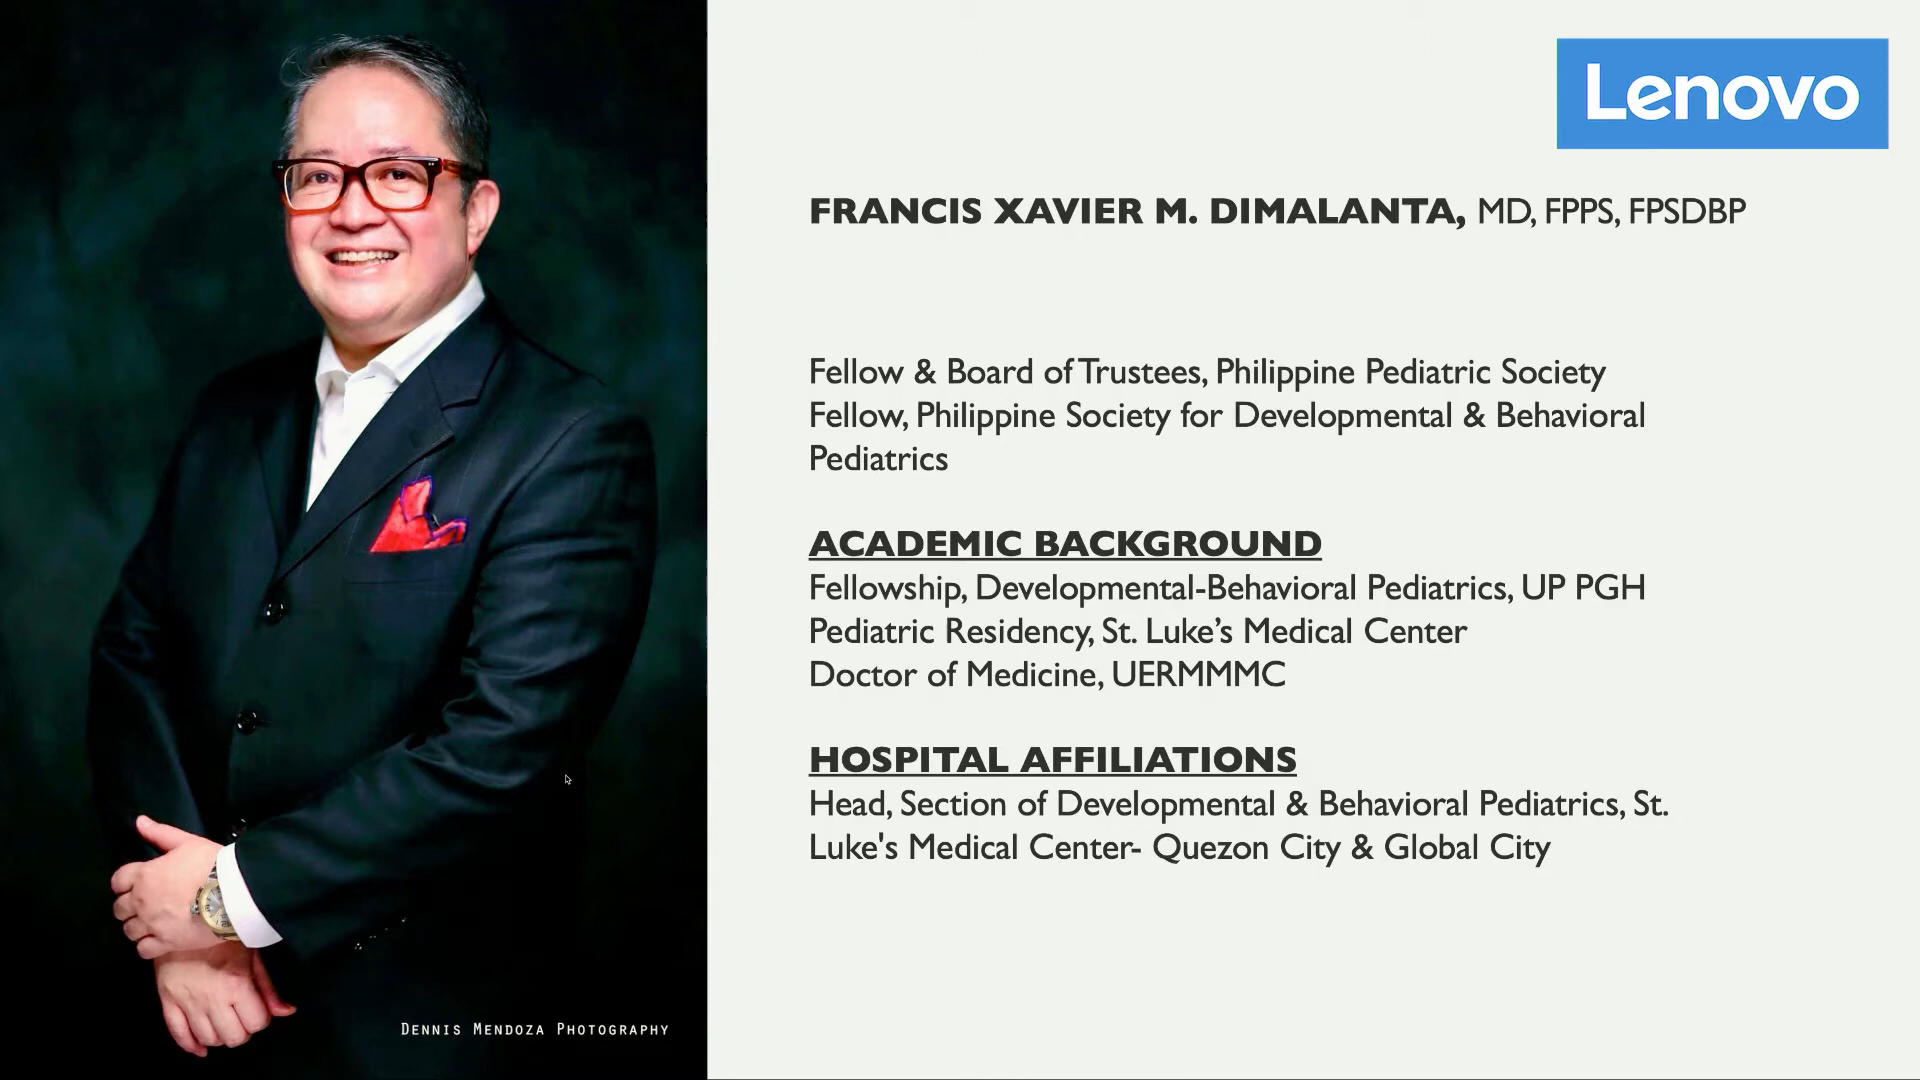 Lenovo
FRANCIS XAVIER M. DIMALANTA, MD, FPPS, FPSDBP
Fellow & Board of Trustees, Philippine Pediatric Society
Fellow, Philippine Society for Developmental & Behavioral
Pediatrics
ACADEMIC BACKGROUND
Fellowship, Developmental-Behavioral Pediatrics, UP PGH
Pediatric Residency, St. Luke’s Medical Center
Doctor of Medicine, UERMMMC
HOSPITAL AFFILIATIONS
Head, Section of Developmental & Behavioral Pediatrics, St.
Luke's Medical Center- Quezon City & Global City
DENNIS MENDOZA PHOTOGRAPHY